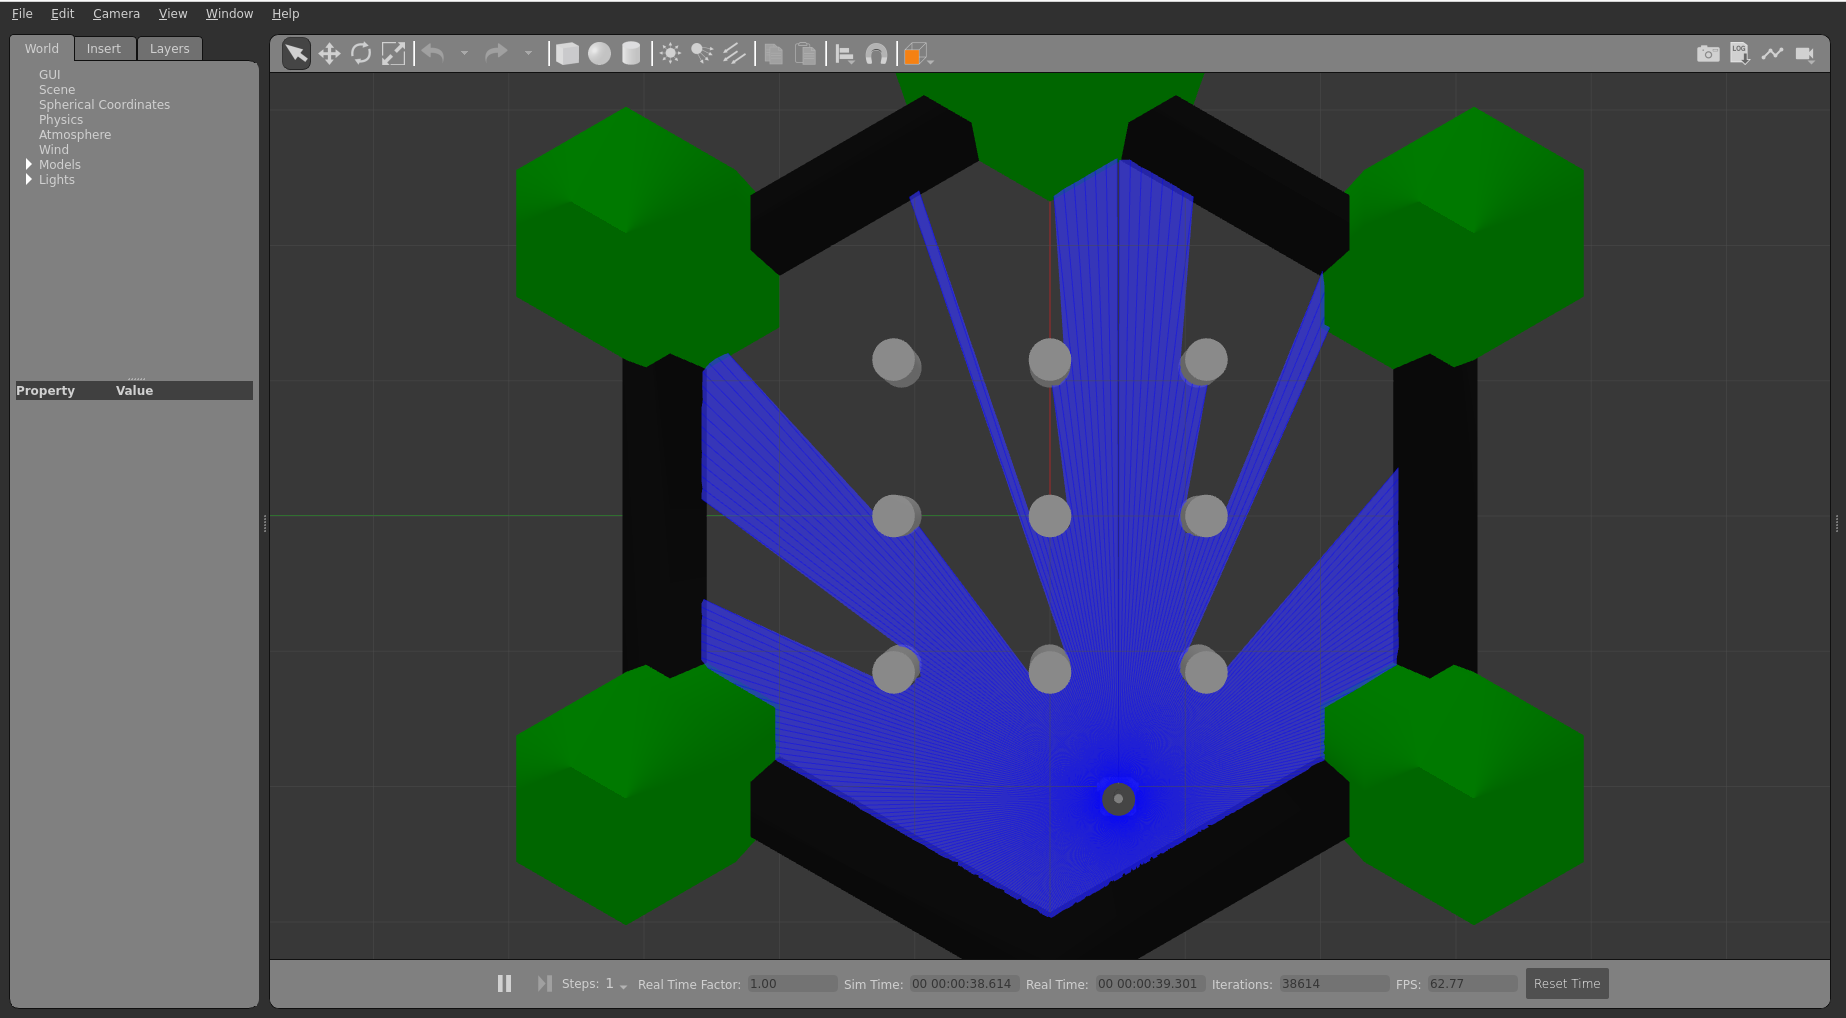 File Edit Camera View Window Help
World Insert Layers
LOG
GUI
Scene
Spherical Coordinates
Physics
Atmosphere
Wind
Models
Lights
Property Value
Steps: 1 Real Time Factor: 1.00 Sim Time: 00 00:00:38.614 Real Time: 00 00:00:39.301 Iterations: 38614 FPS: 62.77 Reset Time